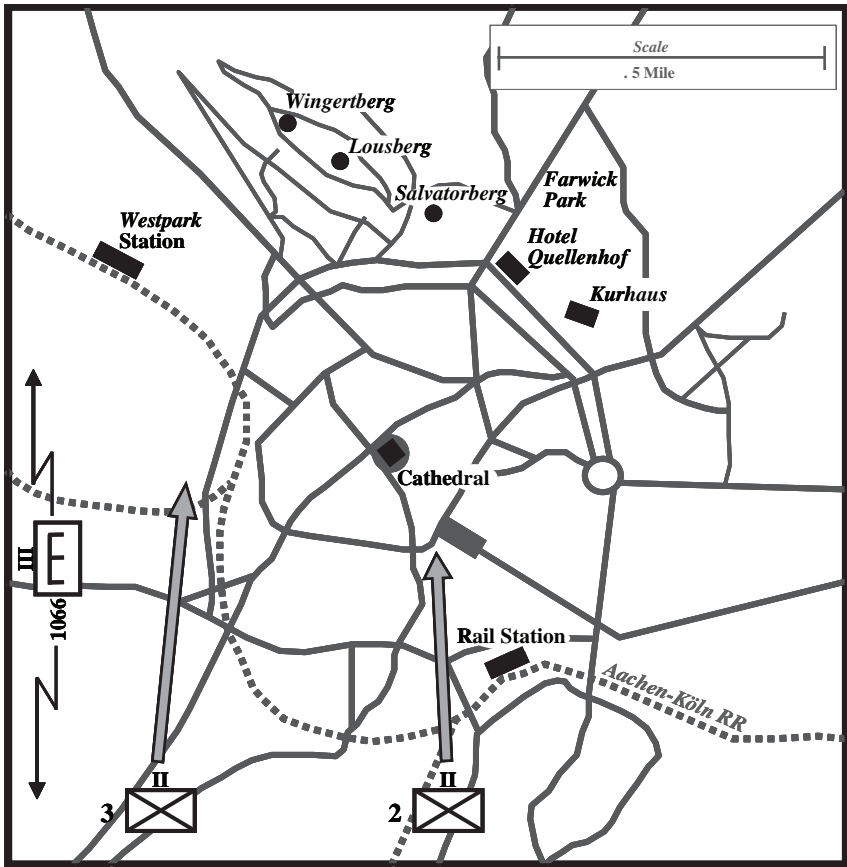 Scale
. 5 Mile
Wingertberg
Lousberg
Salvatorberg
Farwick
Park
Westpark
Station
Hotel
Quellenhof
Kurhaus
Cathedral
III
E
1066
Rail Station
Aachen-Köln RR
II
3
II
2